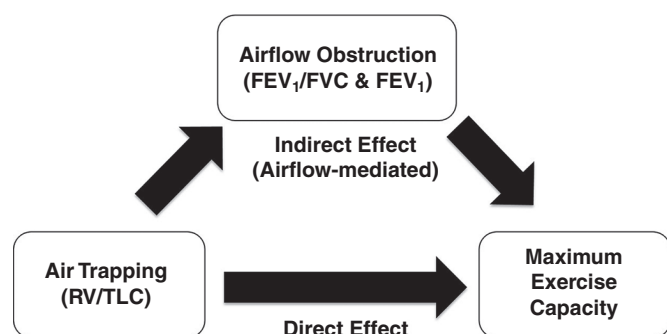 Airflow Obstruction
(FEV₁/FVC & FEV₁)
Indirect Effect
(Airflow-mediated)
Air Trapping
(RV/TLC)
Maximum
Exercise
Capacity
Direct Effect